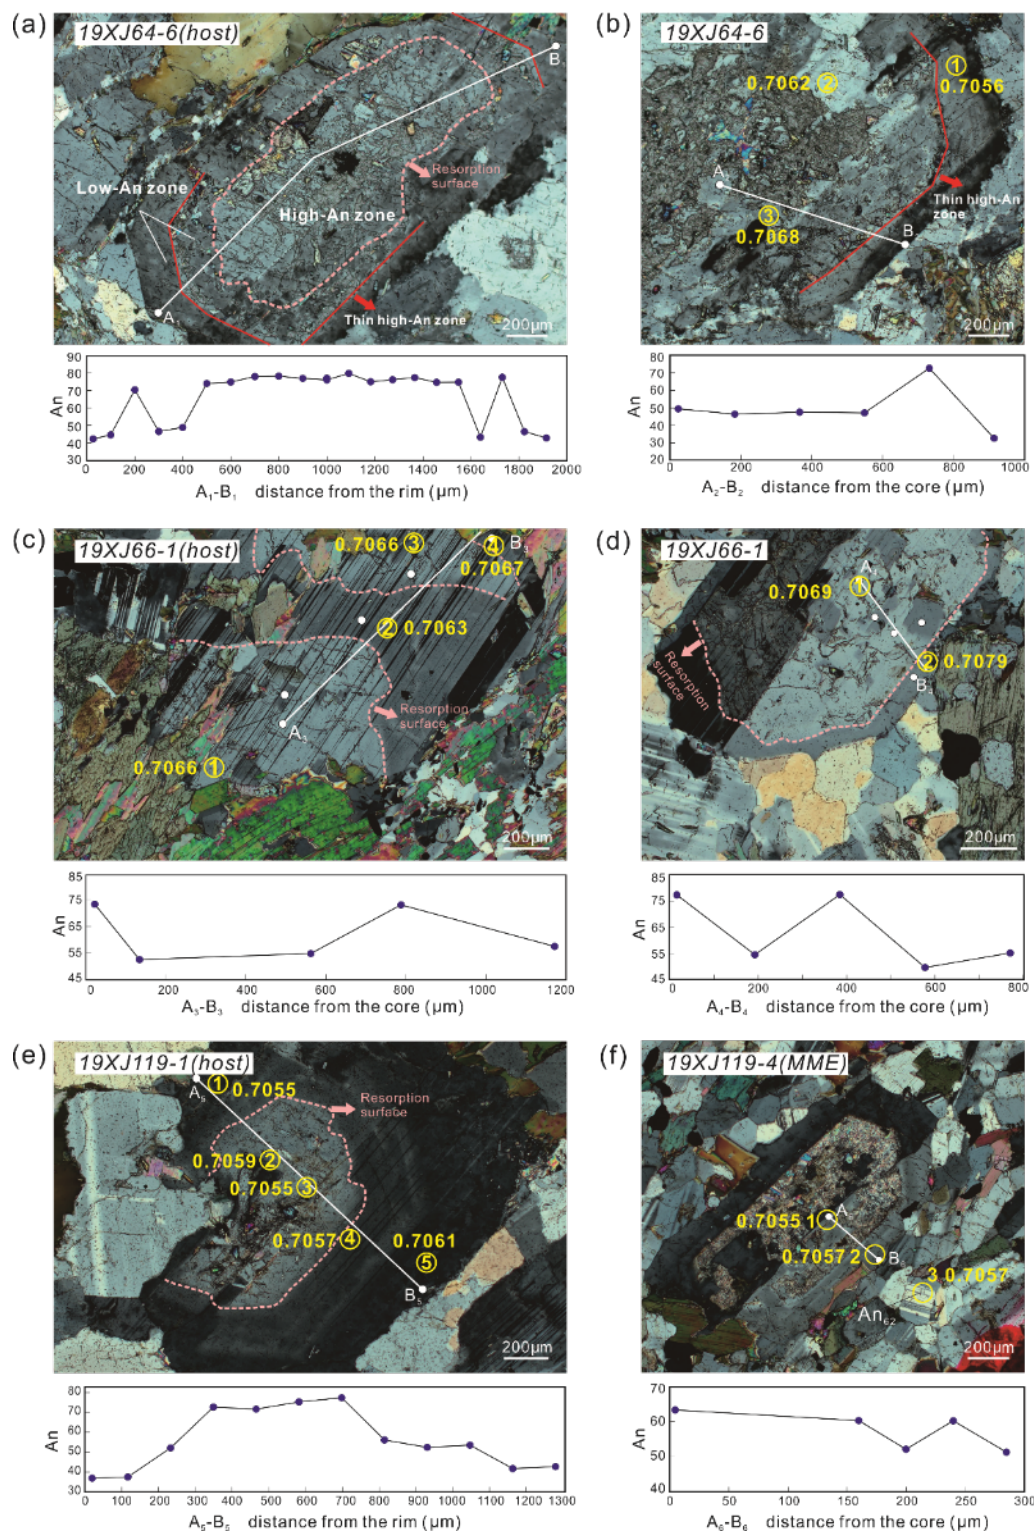 (a)
19XJ64-6(host)
B
Resorption
surface
Low-An zone
High-An zone
A
Thin high-An zone
200μm
90
80
70
60
50
40
30
An
0 200 400 600 800 1000 1200 1400 1600 1800 2000
A₁-B₁ distance from the rim (μm)
(b)
19XJ64-6
①
0.7056
0.7062 ②
A
③
0.7068
B
Thin high-An
zone
200μm
80
70
60
50
40
30
20
An
0 200 400 600 800 1000
A₂-B₂ distance from the core (μm)
(c)
19XJ66-1(host)
0.7066 ③
④ B₃
0.7067
② 0.7063
Resorption
surface
A₃
0.7066 ①
200μm
85
75
65
55
45
An
0 200 400 600 800 1000 1200
A₃-B₃ distance from the core (μm)
(d)
19XJ66-1
A
0.7069 ①
Resorption
surface
② 0.7079
B
200μm
85
75
65
55
45
An
0 200 400 600 800
A₄-B₄ distance from the core (μm)
(e)
19XJ119-1(host)
A₅ ① 0.7055
Resorption
surface
0.7059 ②
0.7055 ③
0.7057 ④
0.7061
⑤
B₅
200μm
80
70
60
50
40
30
An
0 100 200 300 400 500 600 700 800 900 1000 1100 1200 1300
A₅-B₅ distance from the rim (μm)
(f)
19XJ119-4(MME)
A
0.7055 1
0.7057 2
B
3 0.7057
An₆₂
200μm
70
60
50
40
An
0 50 100 150 200 250 300
A₆-B₆ distance from the core (μm)